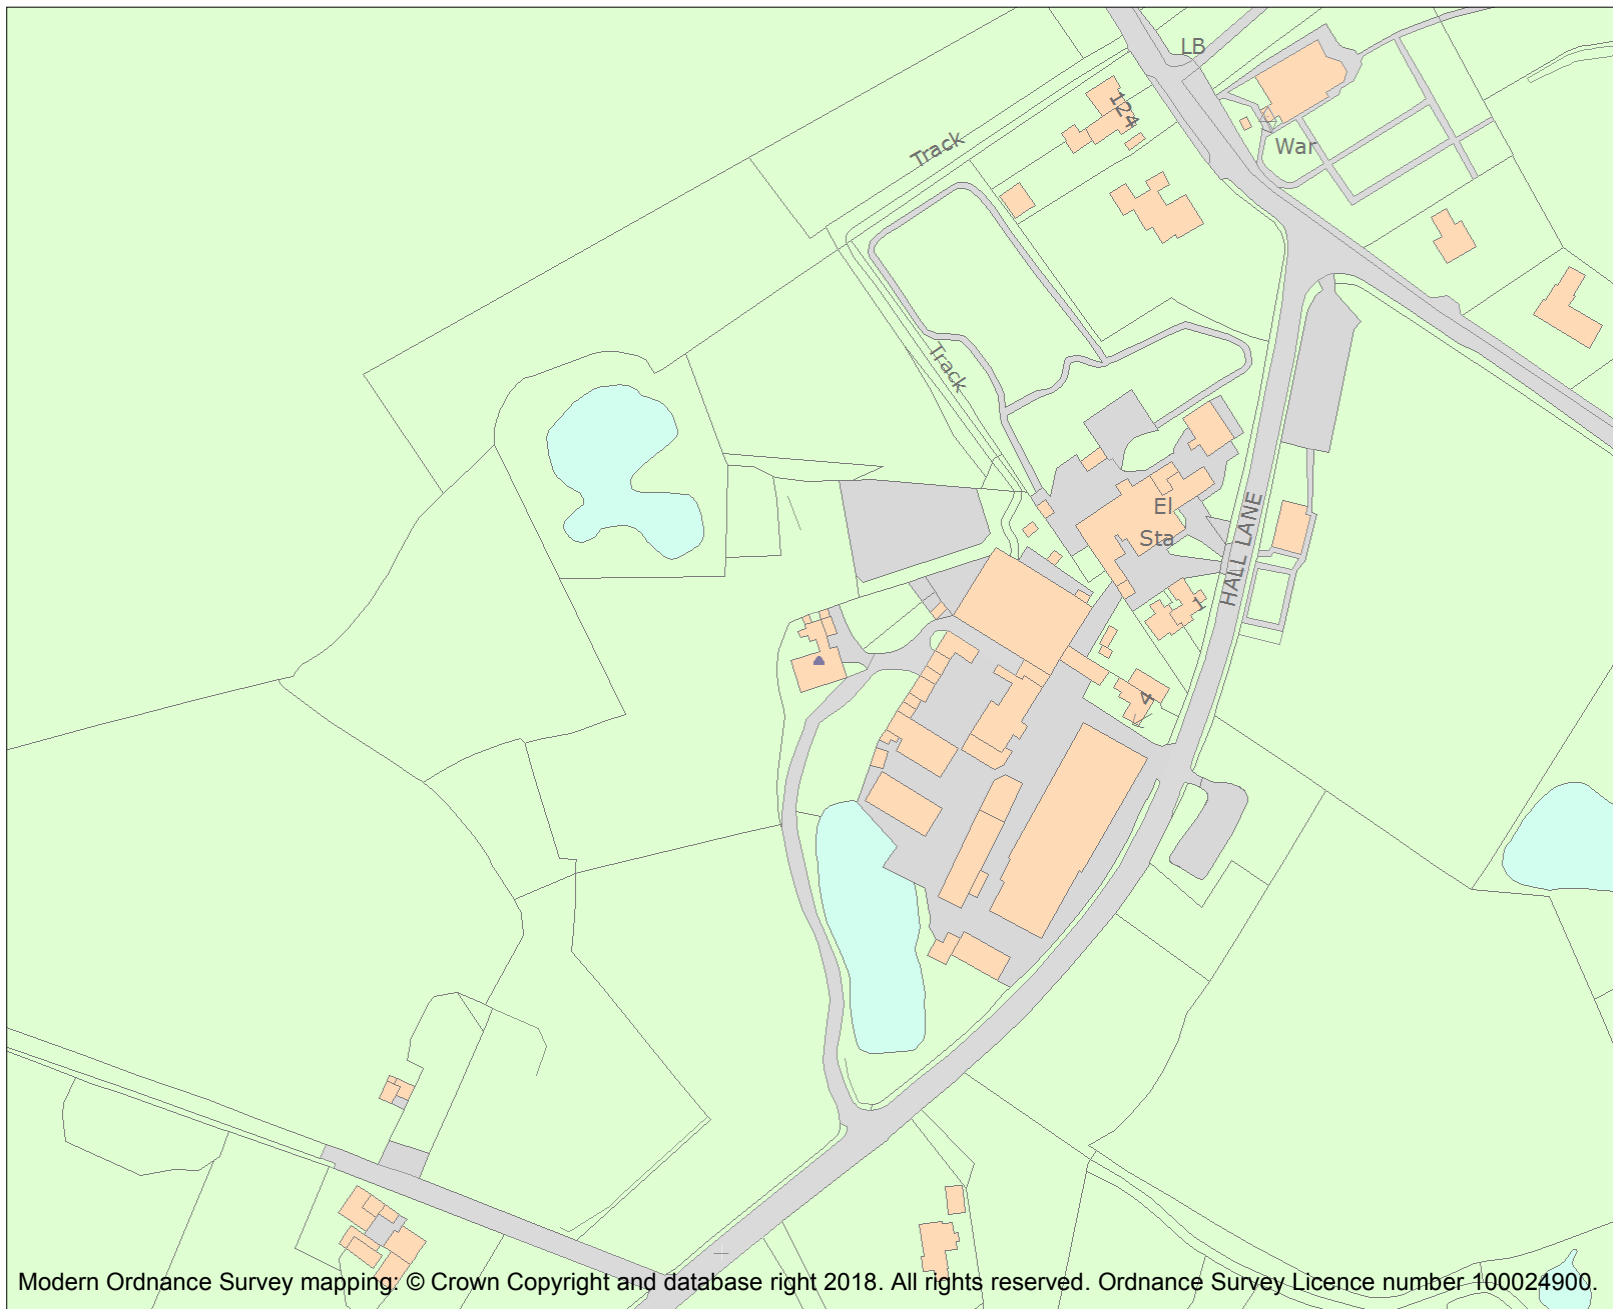 LB
124
Track
War
Track
El
Sta
HALL LANE
1
4
Modern Ordnance Survey mapping: © Crown Copyright and database right 2018. All rights reserved. Ordnance Survey Licence number 100024900.